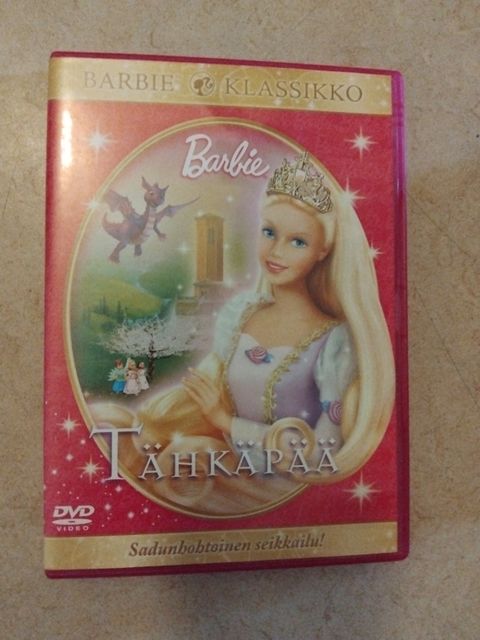 BARBIE KLASSIKKO
Barbie
TÄHKÄPÄÄ
DVD
VIDEO
Sadunhohtoinen seikkailu!